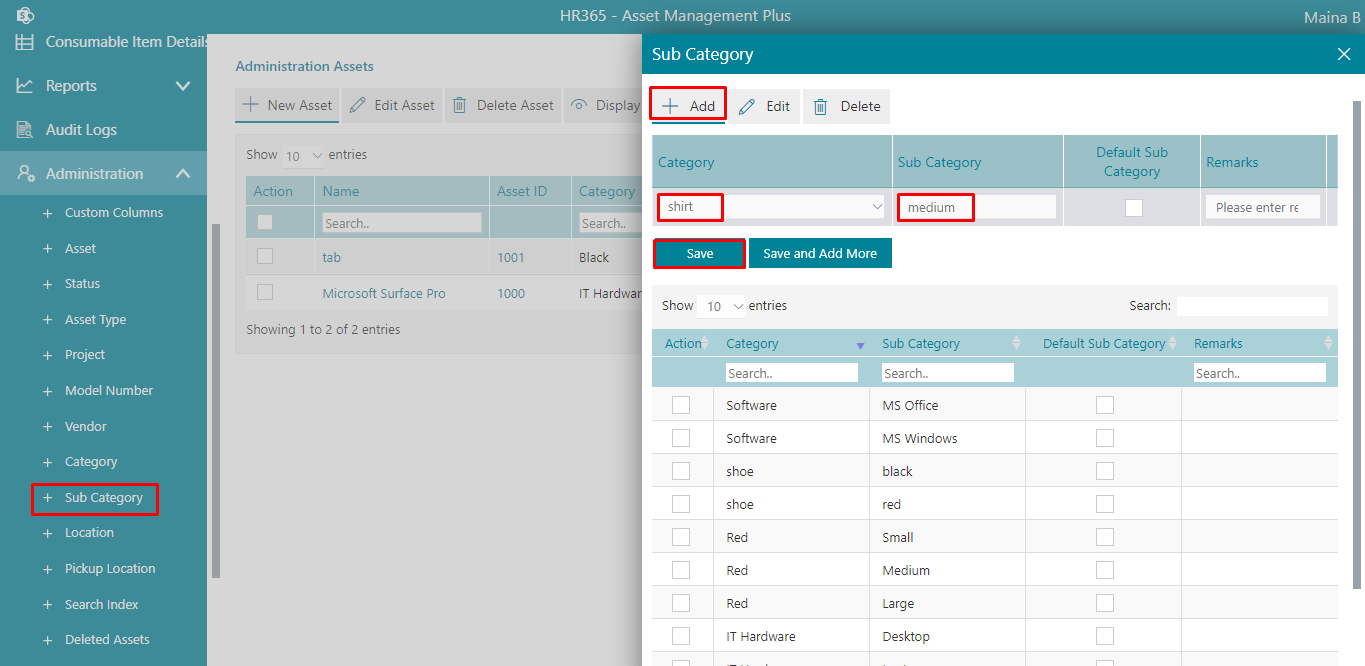 HR365 - Asset Management Plus
Maina B
Consumable Item Details
Reports
Audit Logs
Administration
Custom Columns
Asset
Status
Asset Type
Project
Model Number
Vendor
Category
Sub Category
Location
Pickup Location
Search Index
Deleted Assets
Administration Assets
New Asset Edit Asset Delete Asset Display
Show 10 entries
Action Name Asset ID Category
Search.. Search..
tab 1001 Black
Microsoft Surface Pro 1000 IT Hardwar
Showing 1 to 2 of 2 entries
Sub Category
Add Edit Delete
Category Sub Category Default Sub Category Remarks
shirt medium Please enter re
Save Save and Add More
Show 10 entries Search:
Action Category Sub Category Default Sub Category Remarks
Search.. Search.. Search..
Software MS Office
Software MS Windows
shoe black
shoe red
Red Small
Red Medium
Red Large
IT Hardware Desktop